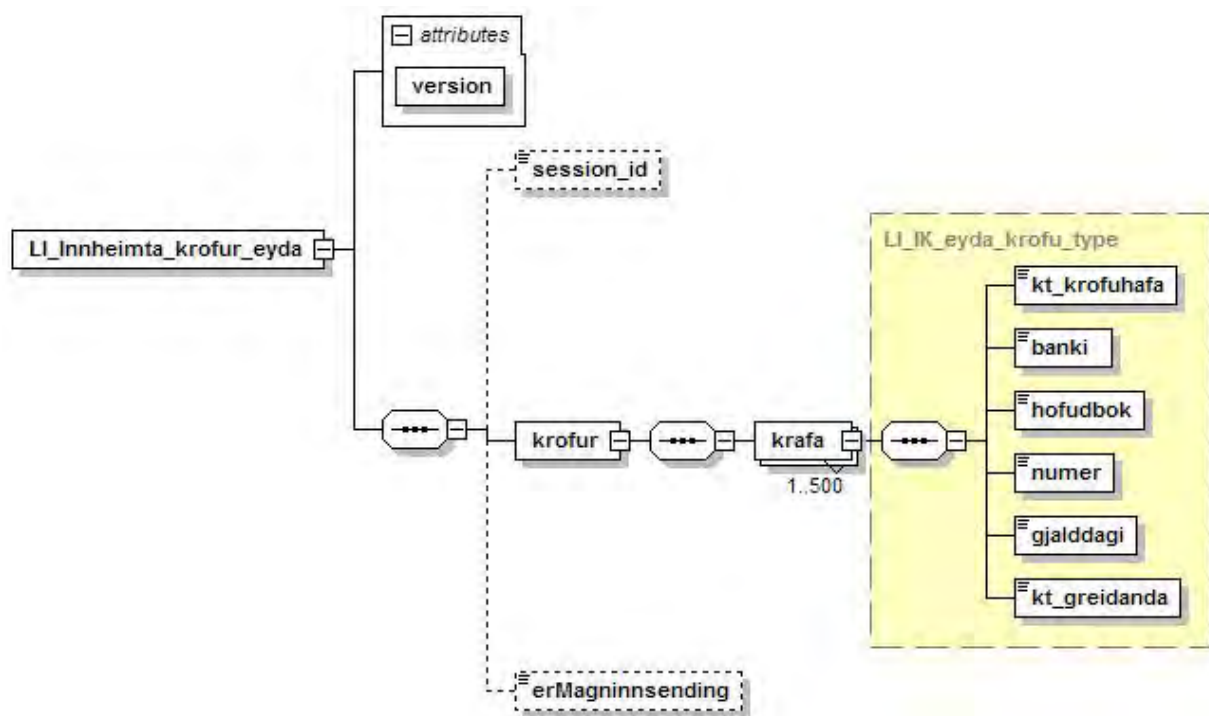 attributes
version
session_id
LI_Innheimta_krofur_eyda
LI_IK_eyda_krofu_type
kt_krofuhafa
banki
hofudbok
krofur
krafa
1..500
numer
gjalddagi
kt_greidanda
erMagninnsending